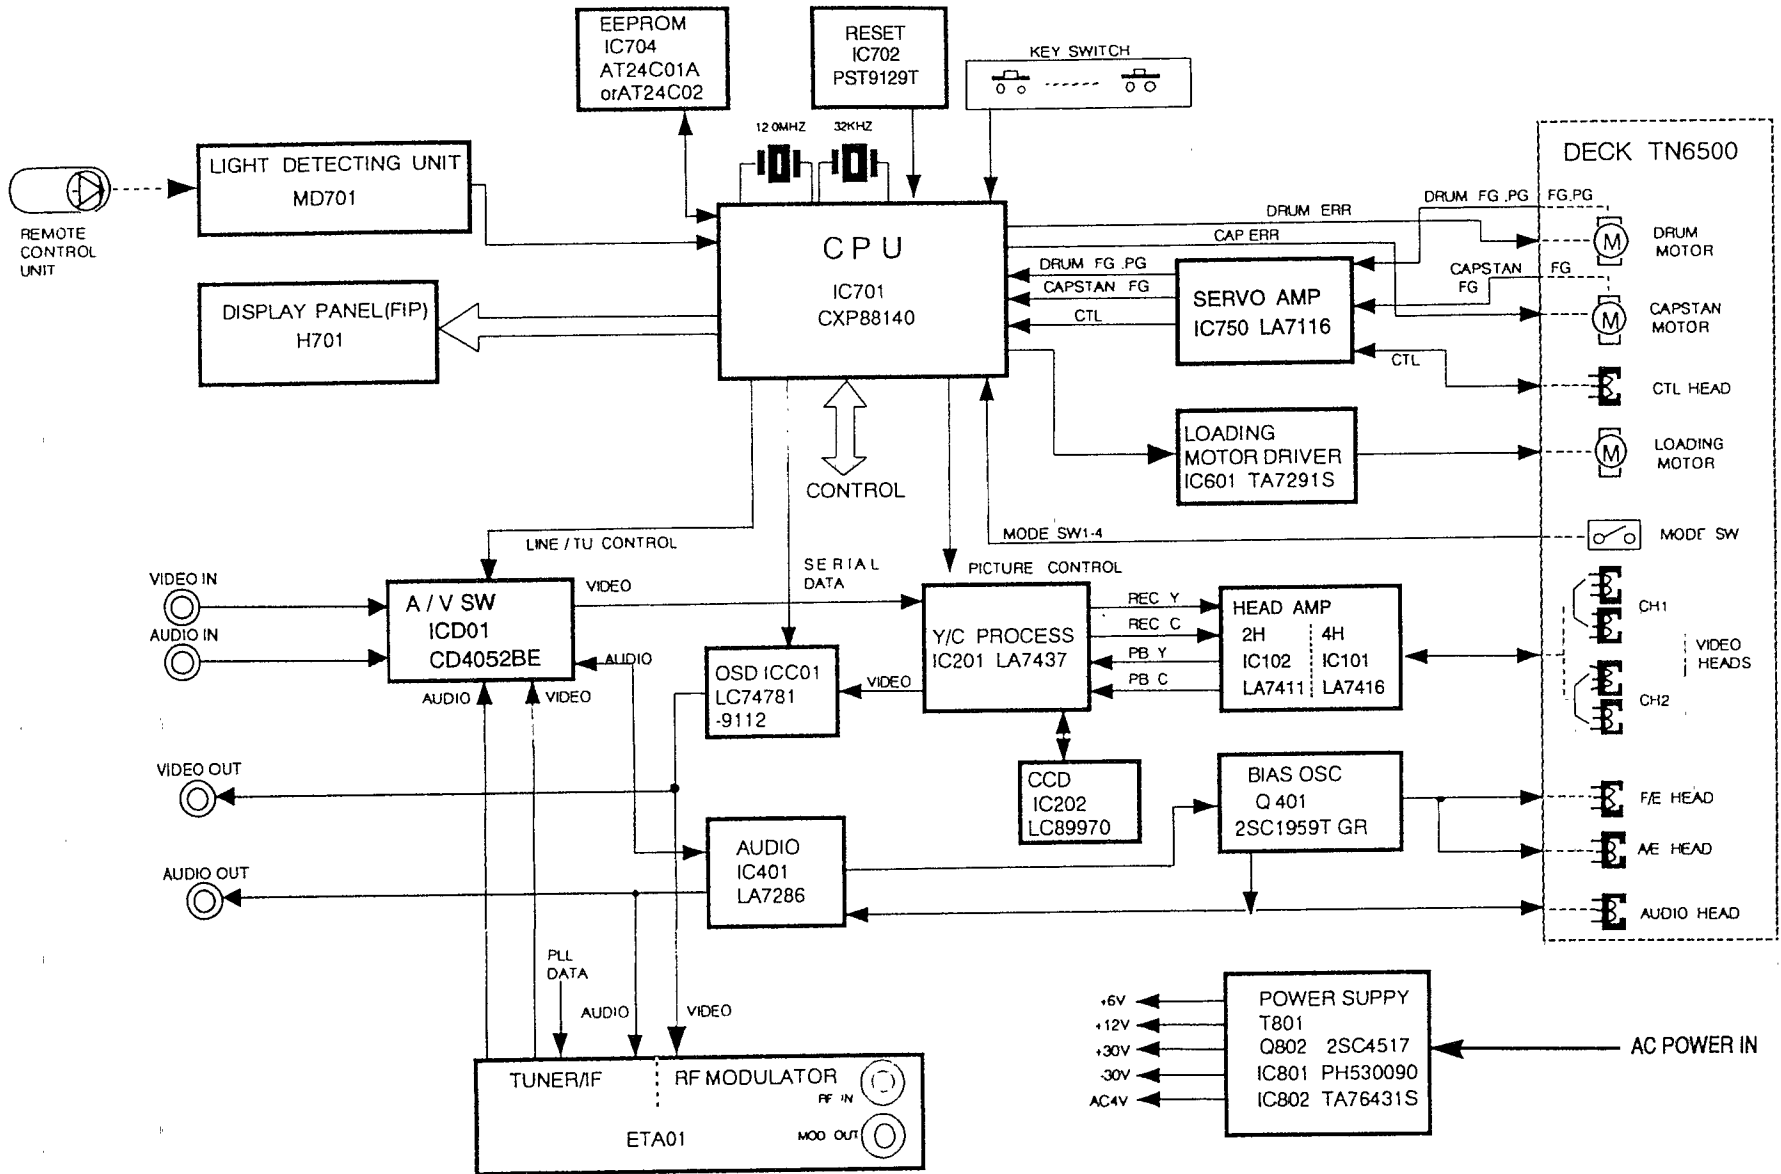 EEPROM
IC704
AT24C01A
orAT24C02
RESET
IC702
PST9129T
KEY SWITCH
12.0MHZ
32KHZ
LIGHT DETECTING UNIT
MD701
REMOTE
CONTROL
UNIT
DISPLAY PANEL(FIP)
H701
CPU
IC701
CXP88140
CONTROL
DRUM ERR
CAP ERR
DRUM FG .PG
CAPSTAN FG
CTL
SERVO AMP
IC750 LA7116
DRUM FG .PG
CAPSTAN
FG
CTL
DECK TN6500
FG.PG
M
DRUM
MOTOR
FG
M
CAPSTAN
MOTOR
CTL HEAD
LOADING
MOTOR DRIVER
IC601 TA7291S
M
LOADING
MOTOR
MODE SW1-4
MODE SW
LINE / TU CONTROL
SERIAL
DATA
PICTURE CONTROL
VIDEO IN
AUDIO IN
A / V SW
ICD01
CD4052BE
VIDEO
AUDIO
AUDIO
VIDEO
OSD ICC01
LC74781
-9112
VIDEO
Y/C PROCESS
IC201 LA7437
REC Y
REC C
PB Y
PB C
HEAD AMP
2H
IC102
LA7411
4H
IC101
LA7416
CH1
VIDEO
HEADS
CH2
CCD
IC202
LC89970
BIAS OSC
Q 401
2SC1959T GR
F/E HEAD
A/E HEAD
AUDIO HEAD
VIDEO OUT
AUDIO OUT
AUDIO
IC401
LA7286
PLL
DATA
AUDIO
VIDEO
TUNER/IF
RF MODULATOR
RF IN
ETA01
MOD OUT
+6V
+12V
+30V
-30V
AC4V
POWER SUPPY
T801
Q802 2SC4517
IC801 PH530090
IC802 TA76431S
AC POWER IN